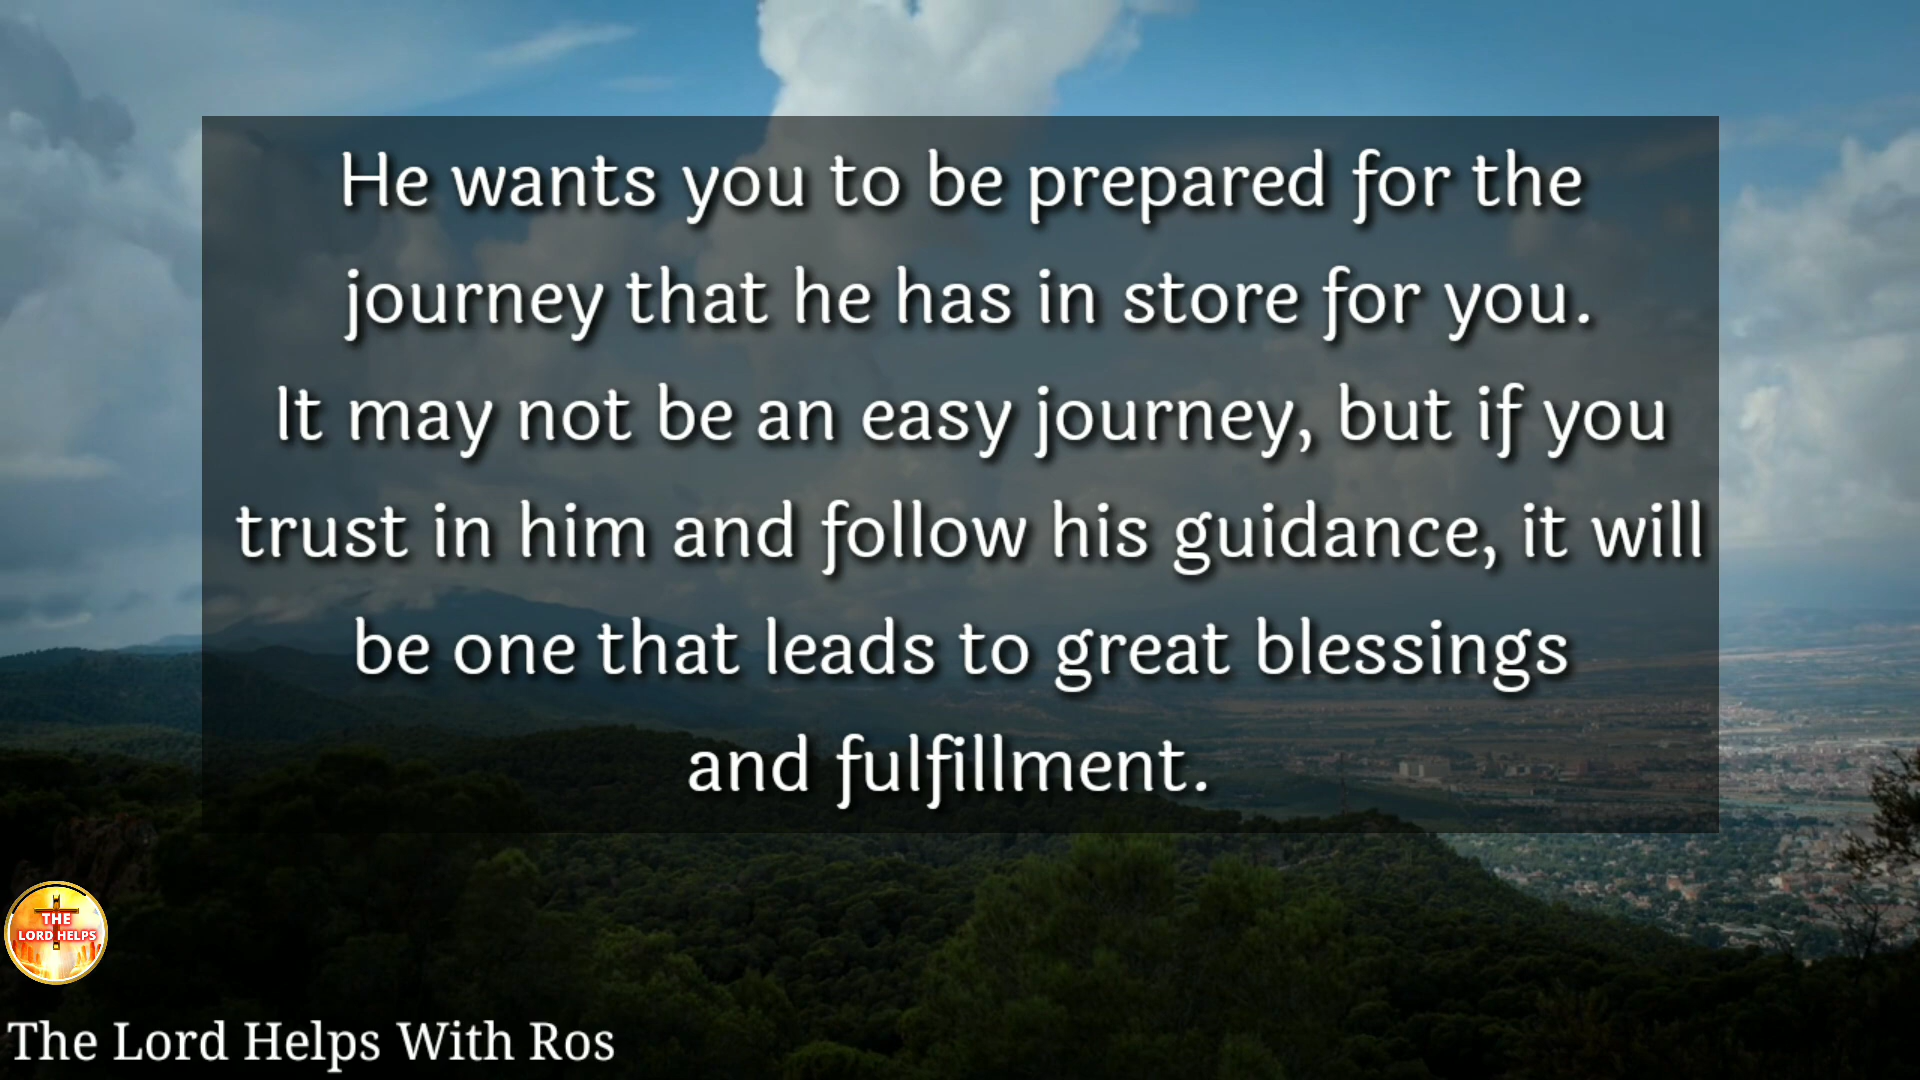 He wants you to be prepared for the
journey that he has in store for you.
It may not be an easy journey, but if you
trust in him and follow his guidance, it will
be one that leads to great blessings
and fulfillment.
THE
LORD HELPS
The Lord Helps With Ros